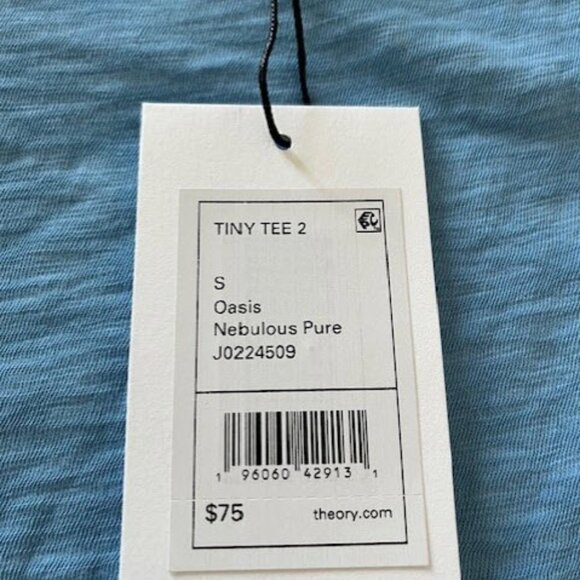 TINY TEE 2
S
Oasis
Nebulous Pure
J0224509
1 96060 42913 1
$75 theory.com